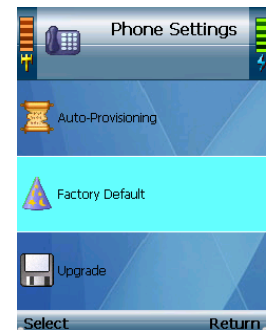 Phone Settings
Auto-Provisioning
Factory Default
Upgrade
Select Return